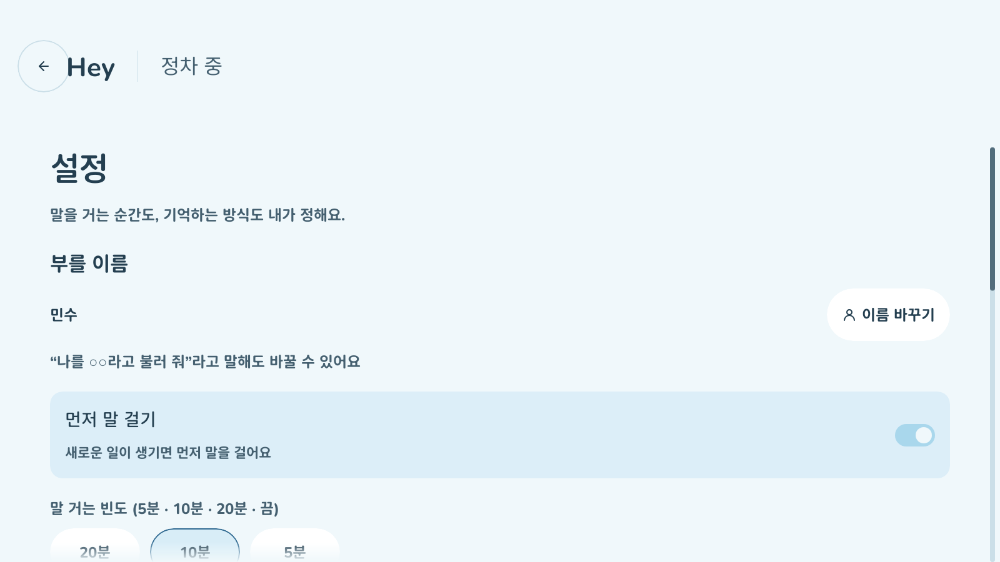 Hey
정차 중
설정
말을 거는 순간도, 기억하는 방식도 내가 정해요.
부를 이름
민수
이름 바꾸기
“나를 ○○라고 불러 줘”라고 말해도 바꿀 수 있어요
먼저 말 걸기
새로운 일이 생기면 먼저 말을 걸어요
말 거는 빈도 (5분 · 10분 · 20분 · 끔)
20분
10분
5분